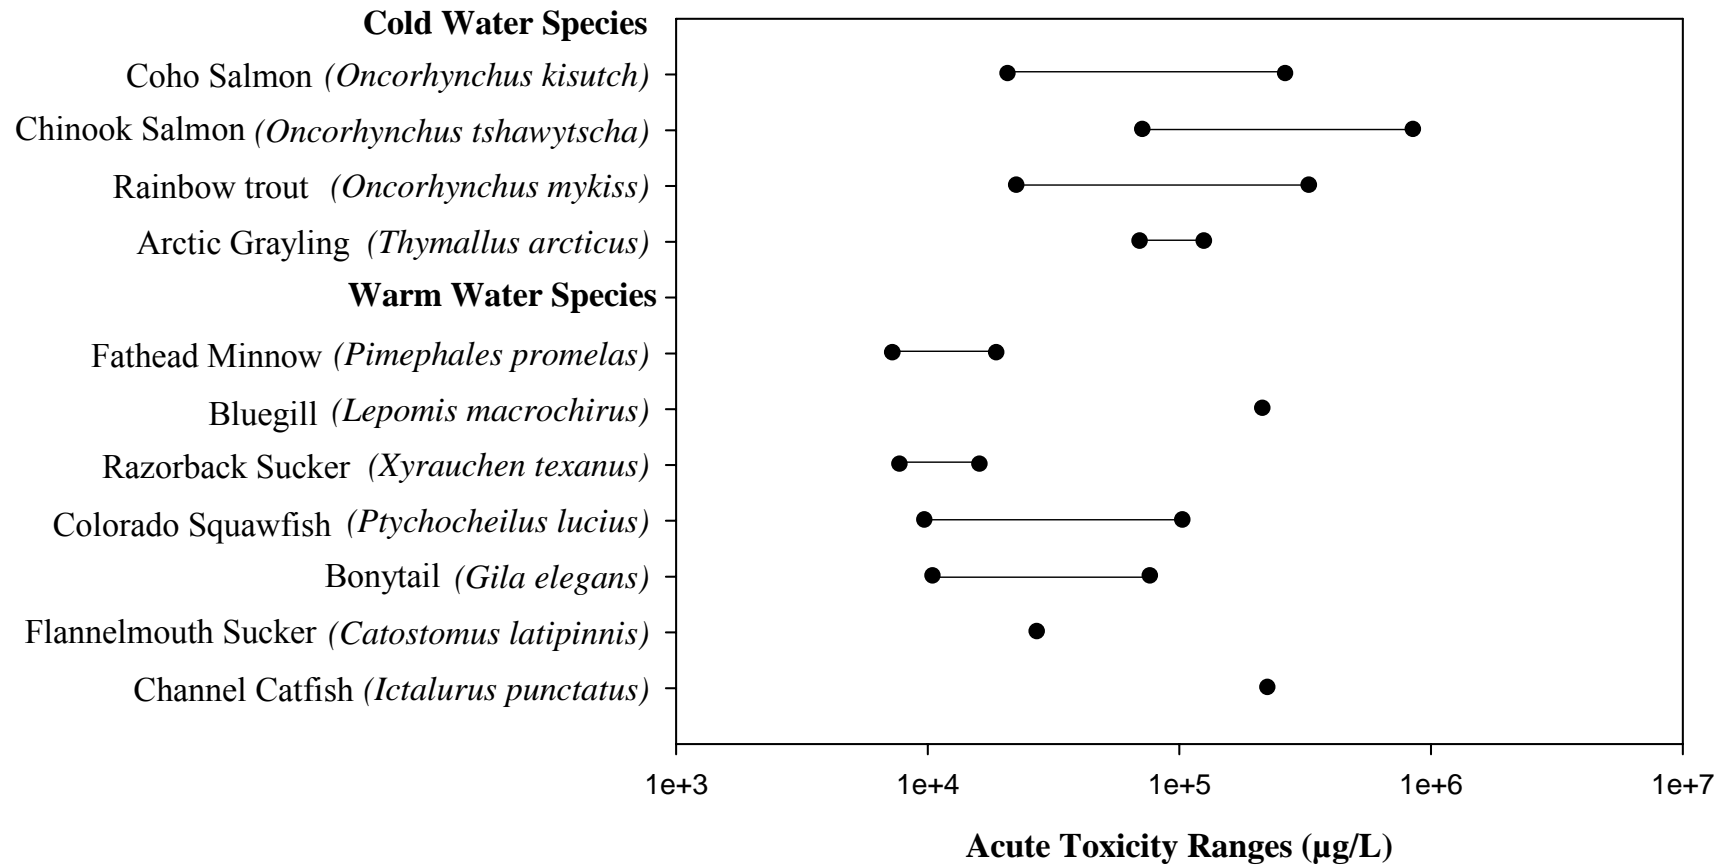 Cold Water Species
Coho Salmon (Oncorhynchus kisutch)
Chinook Salmon (Oncorhynchus tshawytscha)
Rainbow trout (Oncorhynchus mykiss)
Arctic Grayling (Thymallus arcticus)
Warm Water Species
Fathead Minnow (Pimephales promelas)
Bluegill (Lepomis macrochirus)
Razorback Sucker (Xyrauchen texanus)
Colorado Squawfish (Ptychocheilus lucius)
Bonytail (Gila elegans)
Flannelmouth Sucker (Catostomus latipinnis)
Channel Catfish (Ictalurus punctatus)
1e+3 1e+4 1e+5 1e+6 1e+7
Acute Toxicity Ranges (µg/L)